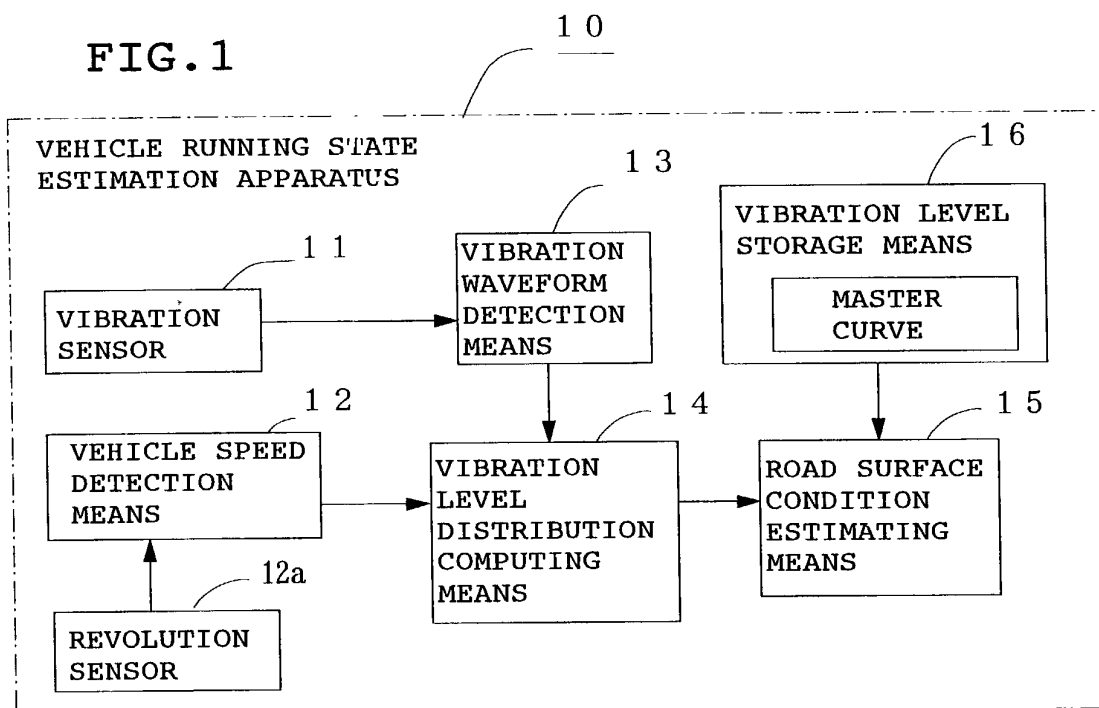 FIG.1
10
VEHICLE RUNNING STATE
ESTIMATION APPARATUS
11
VIBRATION
SENSOR
13
VIBRATION
WAVEFORM
DETECTION
MEANS
16
VIBRATION LEVEL
STORAGE MEANS
MASTER
CURVE
12
VEHICLE SPEED
DETECTION
MEANS
12a
REVOLUTION
SENSOR
14
VIBRATION
LEVEL
DISTRIBUTION
COMPUTING
MEANS
15
ROAD SURFACE
CONDITION
ESTIMATING
MEANS